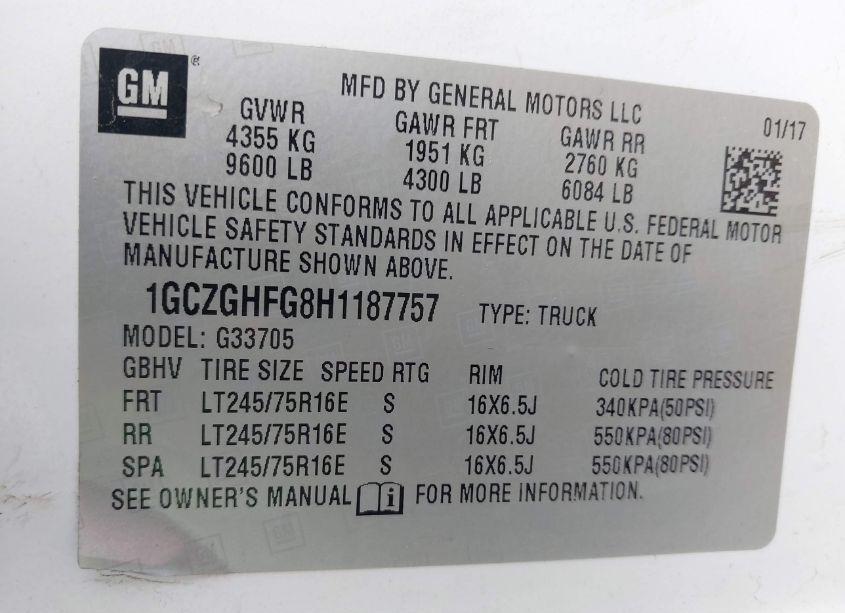 GM ®
MFD BY GENERAL MOTORS LLC
01/17
GVWR GAWR FRT GAWR RR
4355 KG 1951 KG 2760 KG
9600 LB 4300 LB 6084 LB
THIS VEHICLE CONFORMS TO ALL APPLICABLE U.S. FEDERAL MOTOR
VEHICLE SAFETY STANDARDS IN EFFECT ON THE DATE OF
MANUFACTURE SHOWN ABOVE.
1GCZGHFG8H1187757 TYPE: TRUCK
MODEL: G33705
GBHV TIRE SIZE SPEED RTG RIM COLD TIRE PRESSURE
FRT LT245/75R16E S 16X6.5J 340KPA(50PSI)
RR LT245/75R16E S 16X6.5J 550KPA(80PSI)
SPA LT245/75R16E S 16X6.5J 550KPA(80PSI)
SEE OWNER'S MANUAL i FOR MORE INFORMATION.
GM